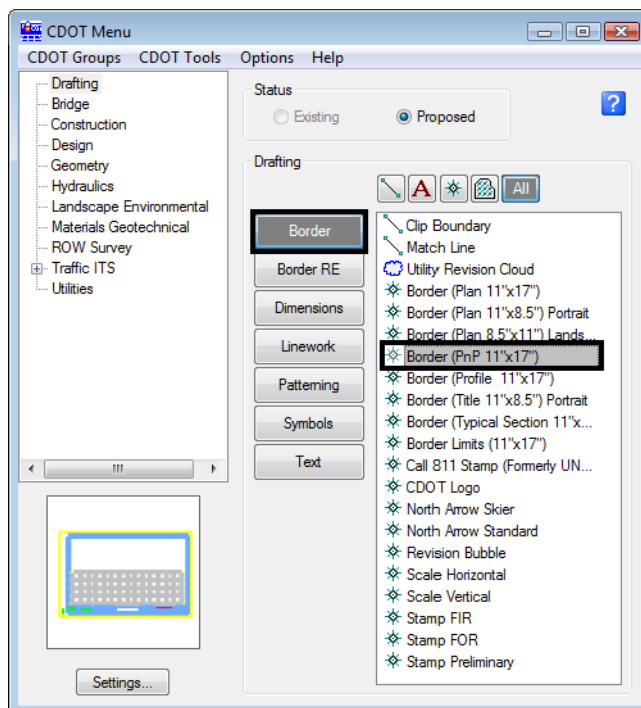 CDOT Menu
CDOT Groups CDOT Tools Options Help
Drafting
Bridge
Construction
Design
Geometry
Hydraulics
Landscape Environmental
Materials Geotechnical
ROW Survey
Traffic ITS
Utilities
Settings...
Status
Existing
Proposed
?
Drafting
A
All
Border
Border RE
Dimensions
Linework
Patterning
Symbols
Text
Clip Boundary
Match Line
Utility Revision Cloud
Border (Plan 11"x17")
Border (Plan 11"x8.5") Portrait
Border (Plan 8.5"x11") Lands...
Border (PnP 11"x17")
Border (Profile 11"x17")
Border (Title 11"x8.5") Portrait
Border (Typical Section 11"x...
Border Limits (11"x17")
Call 811 Stamp (Formerly UN...
CDOT Logo
North Arrow Skier
North Arrow Standard
Revision Bubble
Scale Horizontal
Scale Vertical
Stamp FIR
Stamp FOR
Stamp Preliminary